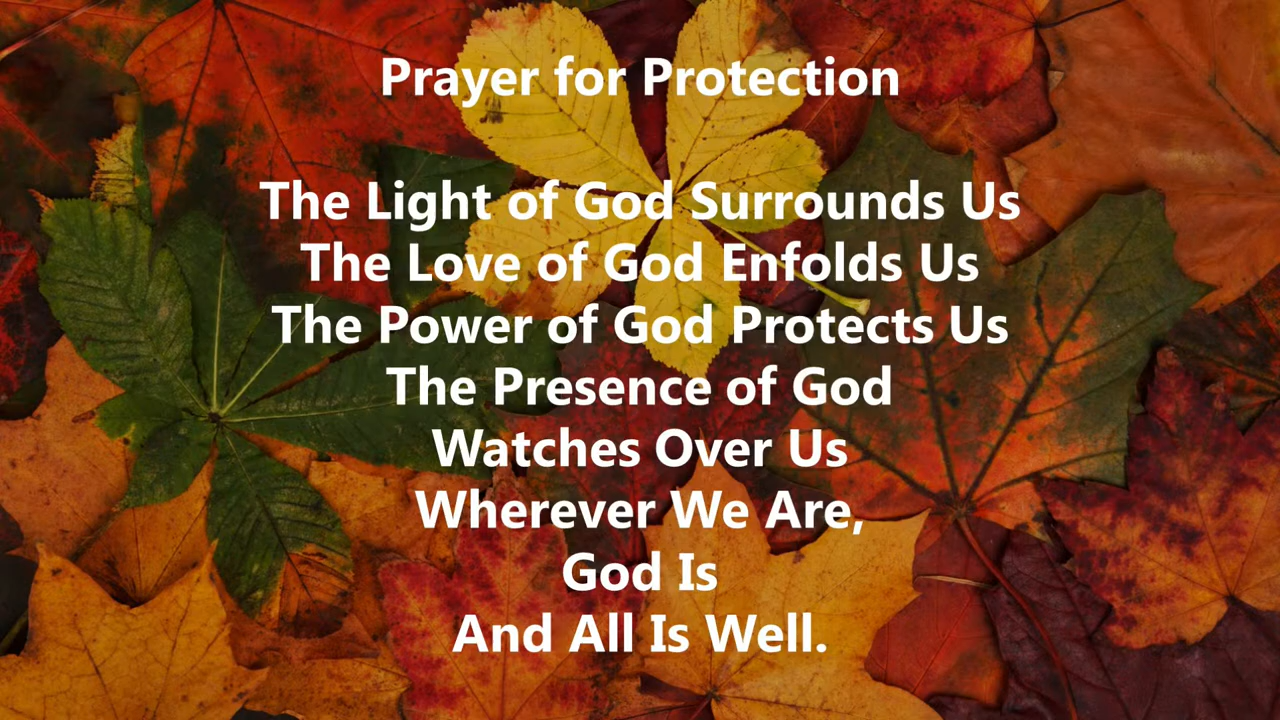 Prayer for Protection
The Light of God Surrounds Us
The Love of God Enfolds Us
The Power of God Protects Us
The Presence of God
Watches Over Us
Wherever We Are,
God Is
And All Is Well.